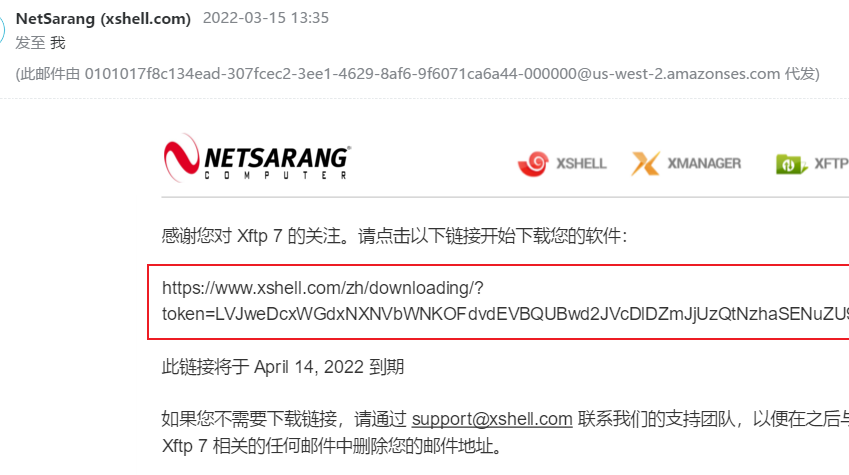 NetSarang (xshell.com) 2022-03-15 13:35
发至 我
(此邮件由 0101017f8c134ead-307fcec2-3ee1-4629-8af6-9f6071ca6a44-000000@us-west-2.amazonses.com 代发)
NETSARANG® XSHELL XMANAGER XFTP
COMPUTER
感谢您对 Xftp 7 的关注。请点击以下链接开始下载您的软件：
https://www.xshell.com/zh/downloading/?
token=LVJweDcxWGdxNXNVbWNKOFdvdEVBQUBwd2JVcDlDZmJjUzQtNzhaSENuZU9
此链接将于 April 14, 2022 到期
如果您不需要下载链接，请通过 support@xshell.com 联系我们的支持团队，以便在之后与
Xftp 7 相关的任何邮件中删除您的邮件地址。